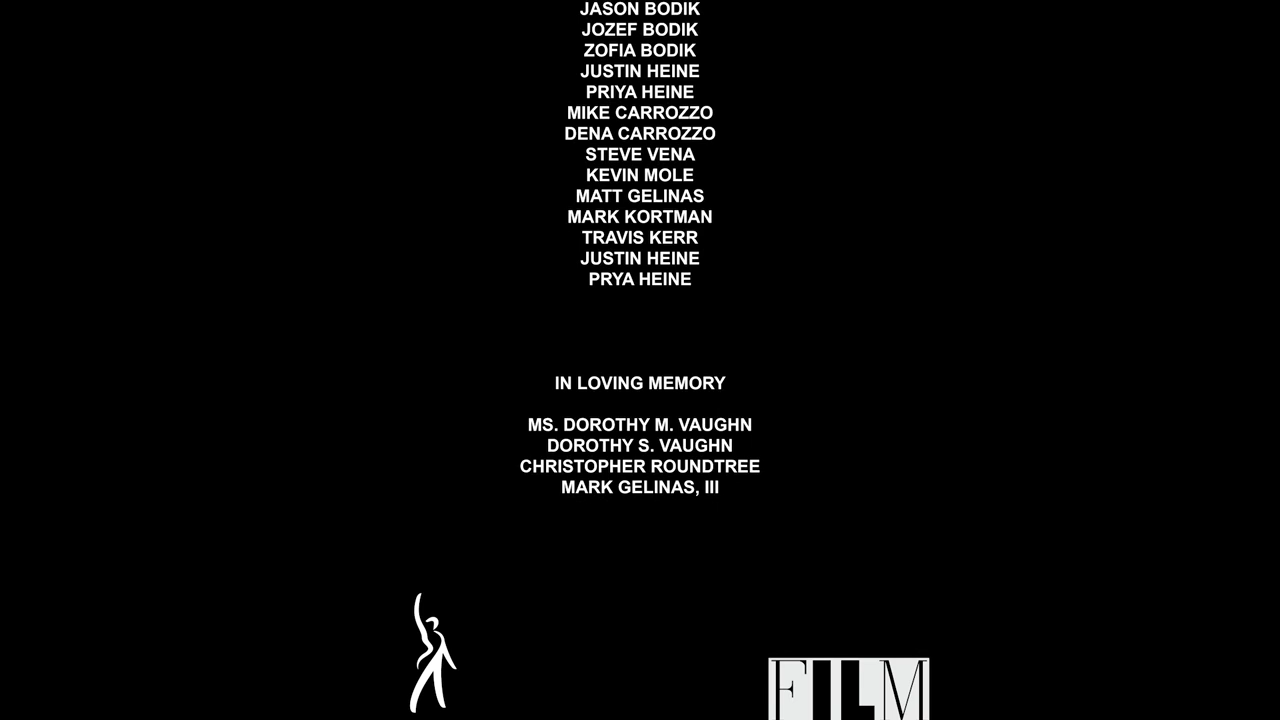 JASON BODIK
JOZEF BODIK
ZOFIA BODIK
JUSTIN HEINE
PRIYA HEINE
MIKE CARROZZO
DENA CARROZZO
STEVE VENA
KEVIN MOLE
MATT GELINAS
MARK KORTMAN
TRAVIS KERR
JUSTIN HEINE
PRYA HEINE
IN LOVING MEMORY
MS. DOROTHY M. VAUGHN
DOROTHY S. VAUGHN
CHRISTOPHER ROUNDTREE
MARK GELINAS, III
FILM